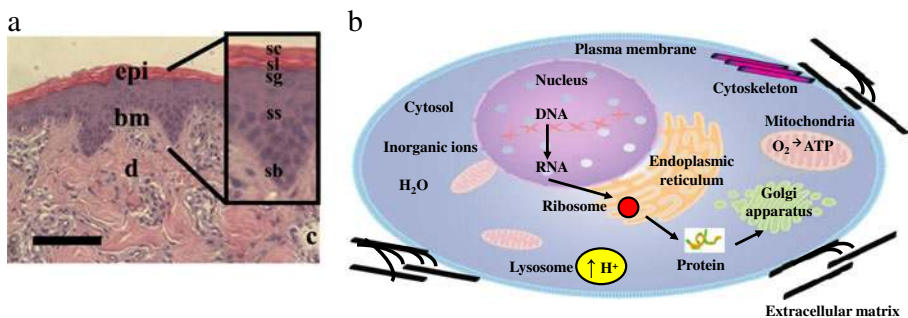 a
epi
bm
d
sc
sl
sg
ss
sb
c
b
Plasma membrane
Nucleus
Cytoskeleton
Cytosol
DNA
Mitochondria
O₂→ATP
Inorganic ions
Endoplasmic
reticulum
RNA
H₂O
Golgi
apparatus
Ribosome
Protein
Lysosome
↑ H⁺
Extracellular matrix